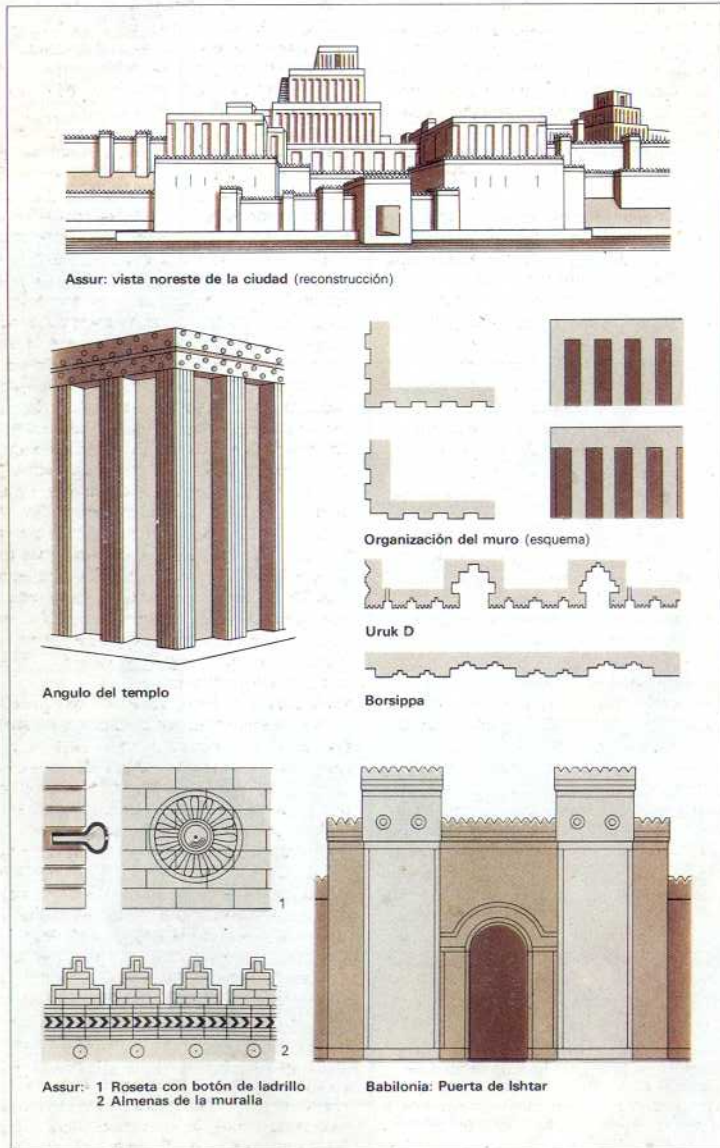 Assur: vista noreste de la ciudad (reconstrucción)
Organización del muro (esquema)
Uruk D
Angulo del templo
Borsippa
1
2
Assur: 1 Roseta con botón de ladrillo
2 Almenas de la muralla
Babilonia: Puerta de Ishtar